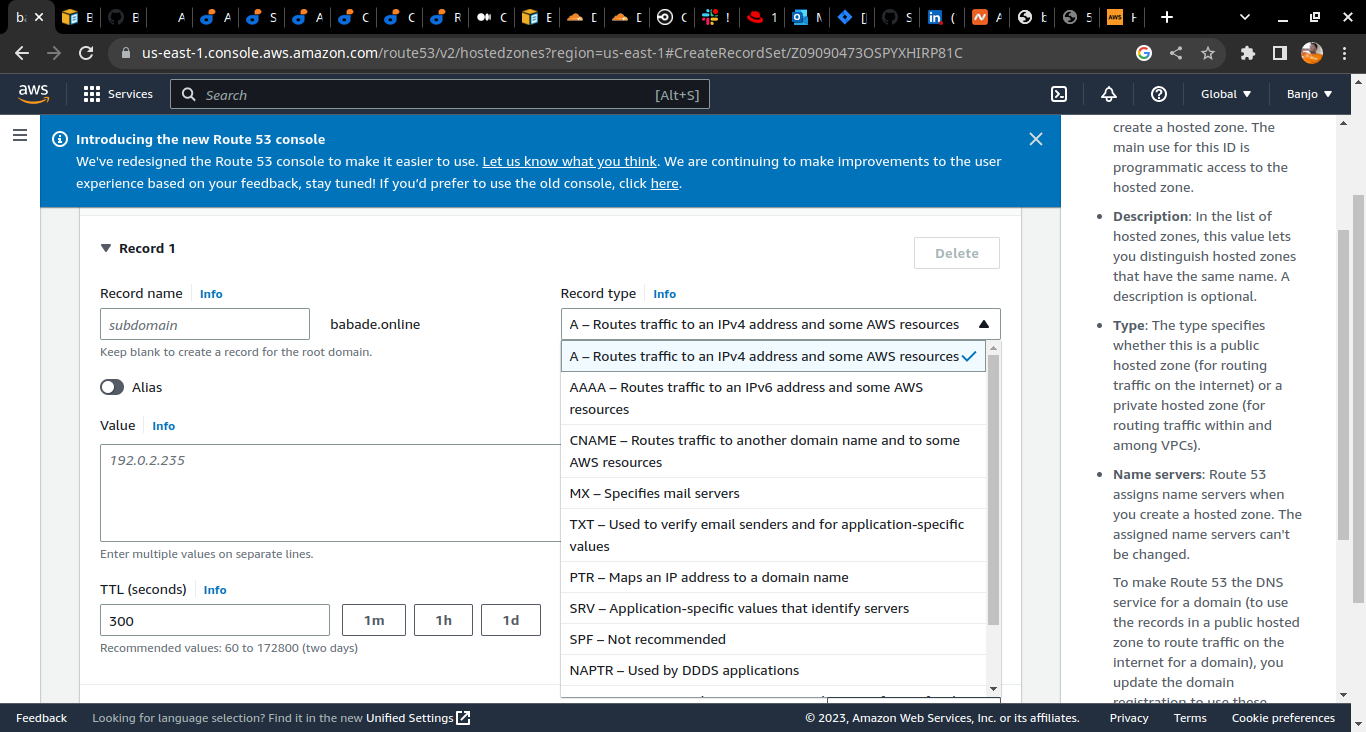 us-east-1.console.aws.amazon.com/route53/v2/hostedzones?region=us-east-1#CreateRecordSet/Z09090473OSPYXHIRP81C
aws
Services
Search
[Alt+S]
Global
Banjo
Introducing the new Route 53 console
We've redesigned the Route 53 console to make it easier to use. Let us know what you think. We are continuing to make improvements to the user
experience based on your feedback, stay tuned! If you'd prefer to use the old console, click here.
Record 1
Delete
Record name
Info
subdomain
babade.online
Keep blank to create a record for the root domain.
Alias
Value
Info
192.0.2.235
Enter multiple values on separate lines.
TTL (seconds)
Info
300
1m
1h
1d
Recommended values: 60 to 172800 (two days)
Record type
Info
A – Routes traffic to an IPv4 address and some AWS resources
A – Routes traffic to an IPv4 address and some AWS resources
AAAA – Routes traffic to an IPv6 address and some AWS
resources
CNAME – Routes traffic to another domain name and to some
AWS resources
MX – Specifies mail servers
TXT – Used to verify email senders and for application-specific
values
PTR – Maps an IP address to a domain name
SRV – Application-specific values that identify servers
SPF – Not recommended
NAPTR – Used by DDDS applications
create a hosted zone. The
main use for this ID is
programmatic access to the
hosted zone.
Description: In the list of
hosted zones, this value lets
you distinguish hosted zones
that have the same name. A
description is optional.
Type: The type specifies
whether this is a public
hosted zone (for routing
traffic on the internet) or a
private hosted zone (for
routing traffic within and
among VPCs).
Name servers: Route 53
assigns name servers when
you create a hosted zone. The
assigned name servers can't
be changed.
To make Route 53 the DNS
service for a domain (to use
the records in a public hosted
zone to route traffic on the
internet for a domain), you
update the domain
registration to use these
Feedback
Looking for language selection? Find it in the new Unified Settings
© 2023, Amazon Web Services, Inc. or its affiliates.
Privacy
Terms
Cookie preferences